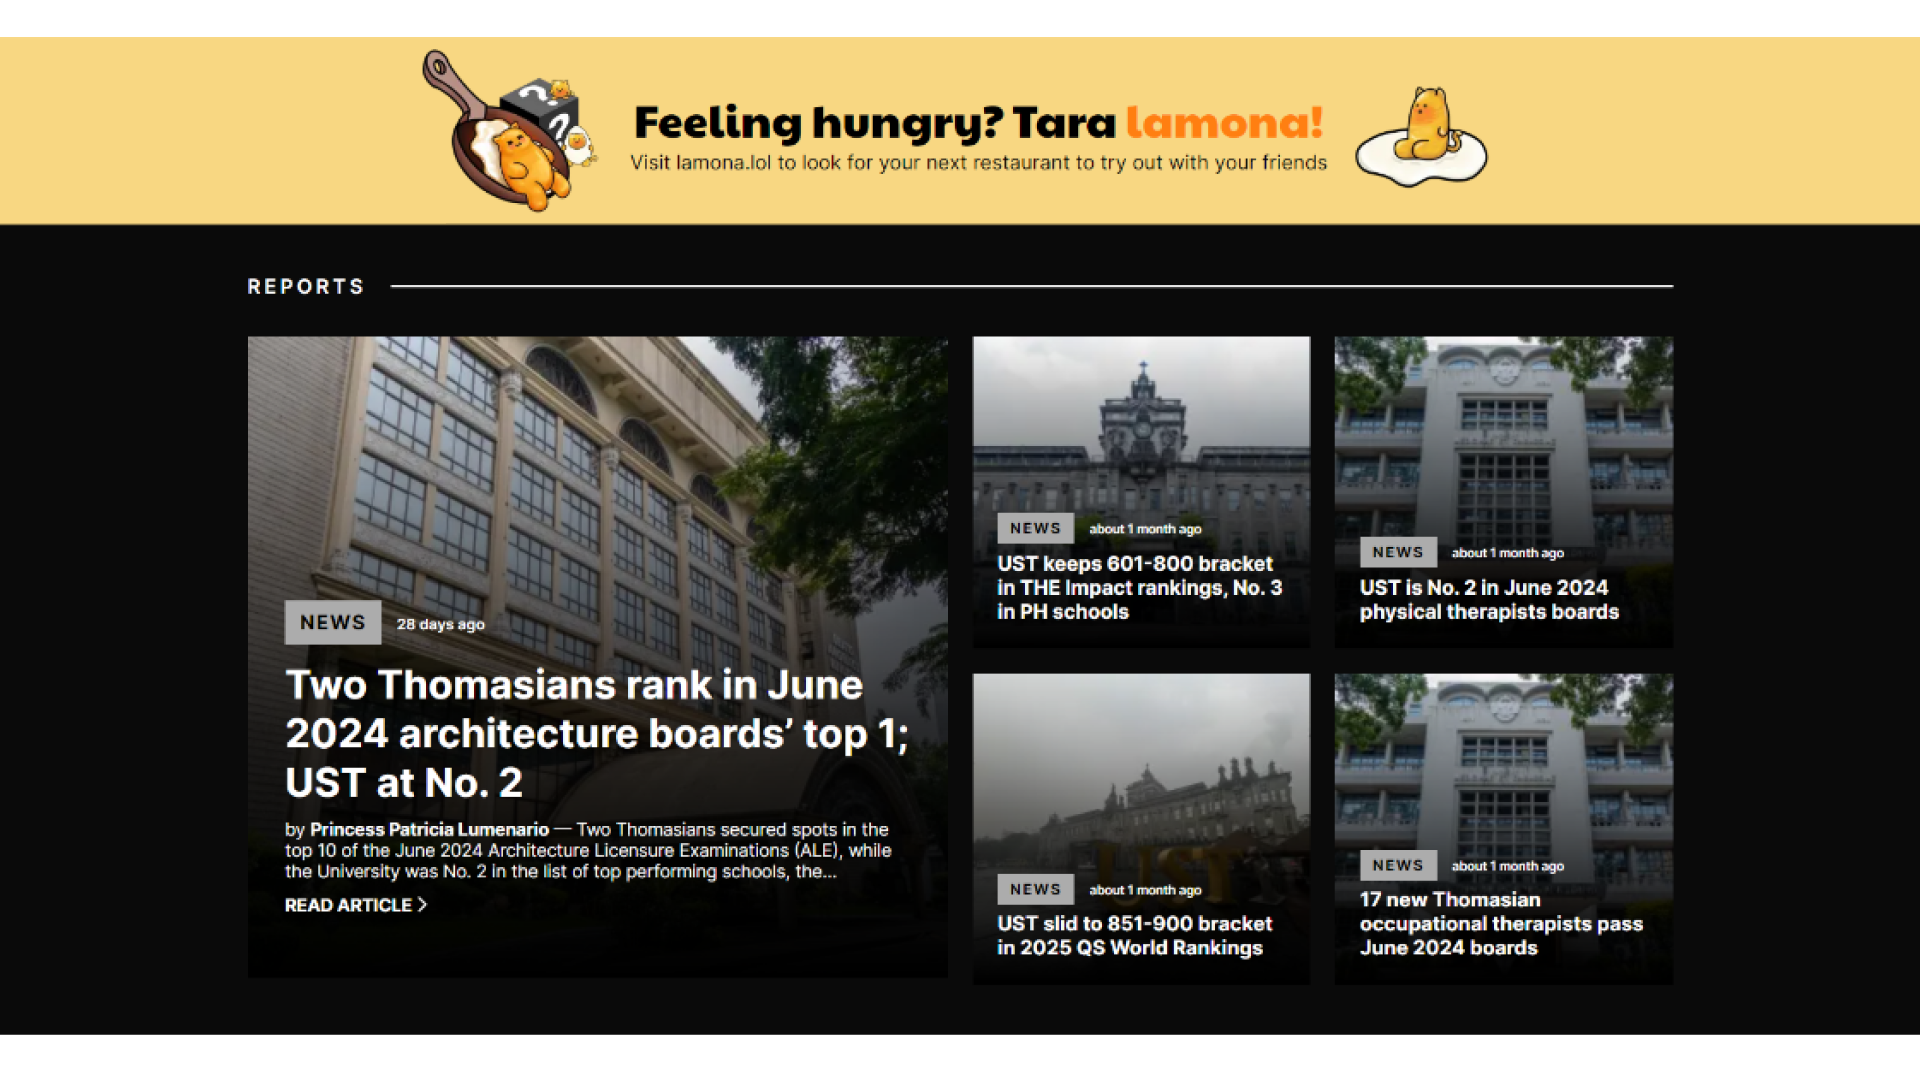 Feeling hungry? Tara lamona!
Visit lamona.lol to look for your next restaurant to try out with your friends
REPORTS
NEWS 28 days ago
Two Thomasians rank in June
2024 architecture boards’ top 1;
UST at No. 2
by Princess Patricia Lumenario — Two Thomasians secured spots in the
top 10 of the June 2024 Architecture Licensure Examinations (ALE), while
the University was No. 2 in the list of top performing schools, the...
READ ARTICLE
NEWS about 1 month ago
UST keeps 601-800 bracket
in THE Impact rankings, No. 3
in PH schools
NEWS about 1 month ago
UST is No. 2 in June 2024
physical therapists boards
UST
NEWS about 1 month ago
UST slid to 851-900 bracket
in 2025 QS World Rankings
NEWS about 1 month ago
17 new Thomasian
occupational therapists pass
June 2024 boards